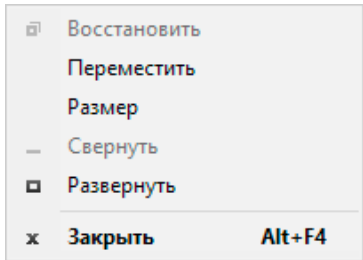 Восстановить
Переместить
Размер
Свернуть
Развернуть
Закрыть Alt+F4